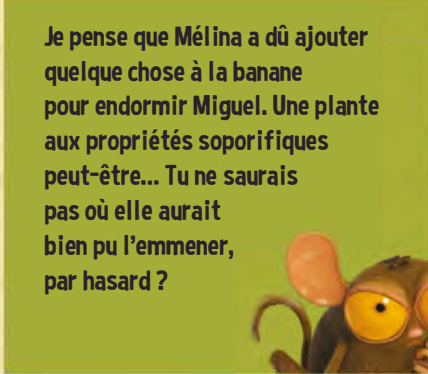 Je pense que Mélina a dû ajouter
quelque chose à la banane
pour endormir Miguel. Une plante
aux propriétés soporifiques
peut-être... Tu ne saurais
pas où elle aurait
bien pu l'emmener,
par hasard ?